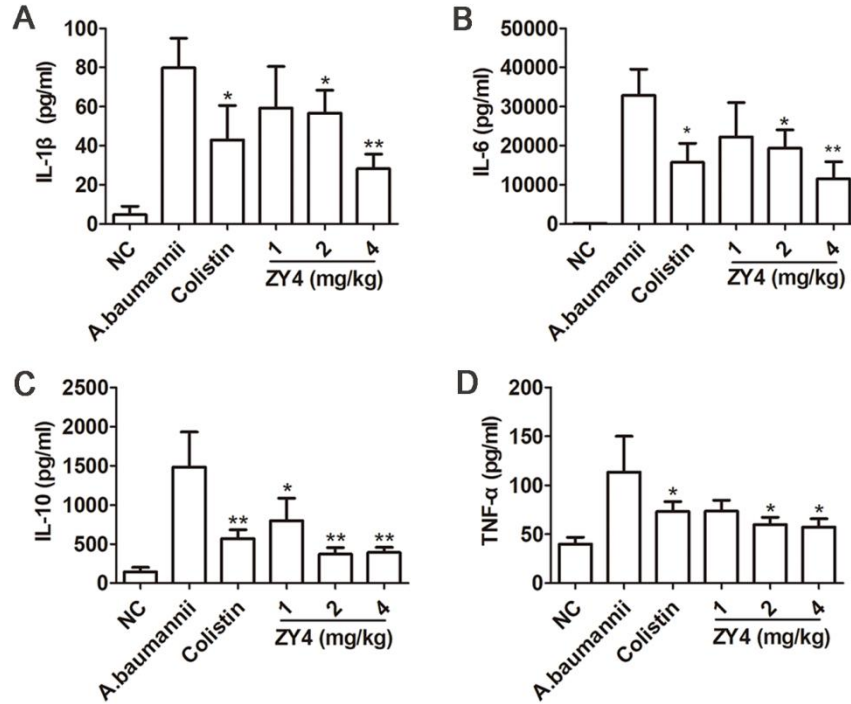 A
IL-1β (pg/ml)
100
80
60
40
20
0
*
*
**
NC
A.baumannii
Colistin
1
2
4
ZY4 (mg/kg)
B
IL-6 (pg/ml)
50000
40000
30000
20000
10000
0
*
*
**
NC
A.baumannii
Colistin
1
2
4
ZY4 (mg/kg)
C
IL-10 (pg/ml)
2500
2000
1500
1000
500
0
**
*
**
**
NC
A.baumannii
Colistin
1
2
4
ZY4 (mg/kg)
D
TNF-α (pg/ml)
200
150
100
50
0
*
*
*
NC
A.baumannii
Colistin
1
2
4
ZY4 (mg/kg)